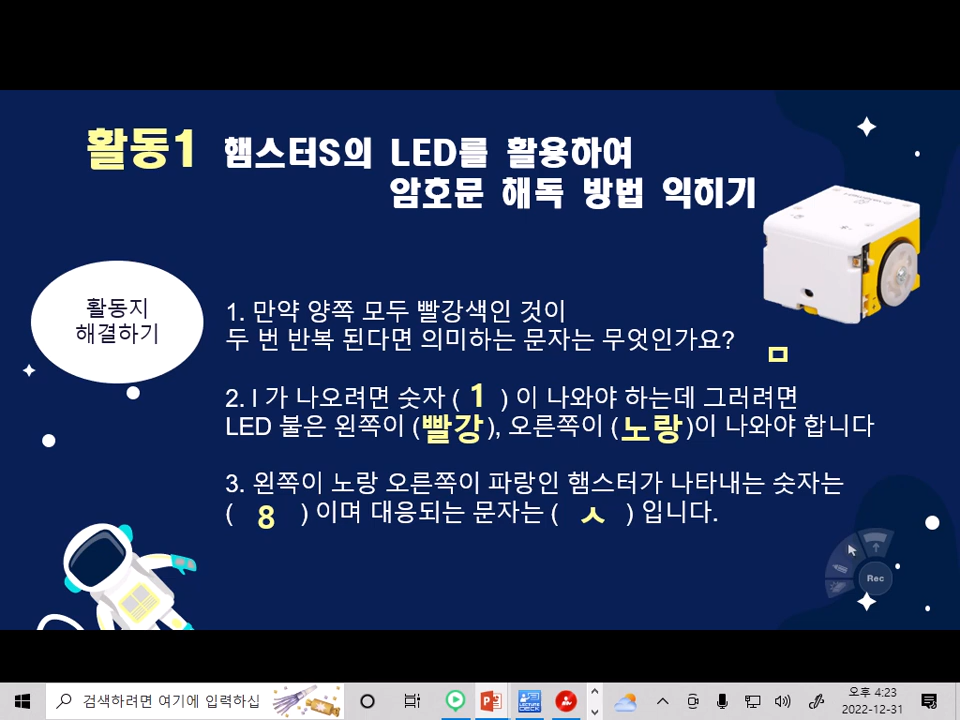 활동1 햄스터S의 LED를 활용하여
암호문 해독 방법 익히기
활동지
해결하기
1. 만약 양쪽 모두 빨강색인 것이
두 번 반복 된다면 의미하는 문자는 무엇인가요?
ㅁ
2. I 가 나오려면 숫자 ( 1 ) 이 나와야 하는데 그러려면
LED 불은 왼쪽이 (빨강), 오른쪽이 (노랑)이 나와야 합니다
3. 왼쪽이 노랑 오른쪽이 파랑인 햄스터가 나타내는 숫자는
( 8 ) 이며 대응되는 문자는 ( ㅅ ) 입니다.
Rec
검색하려면 여기에 입력하십
LECTURE
오후 4:23
2022-12-31